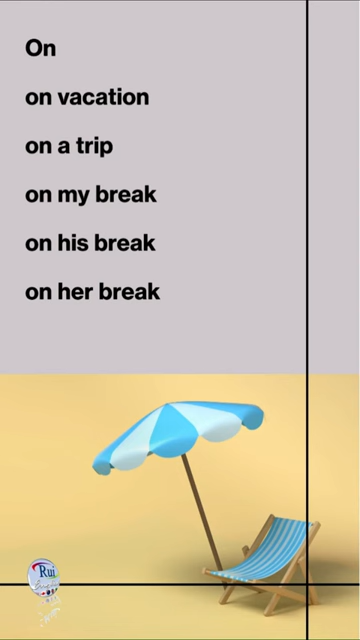 On
on vacation
on a trip
on my break
on his break
on her break
Rui